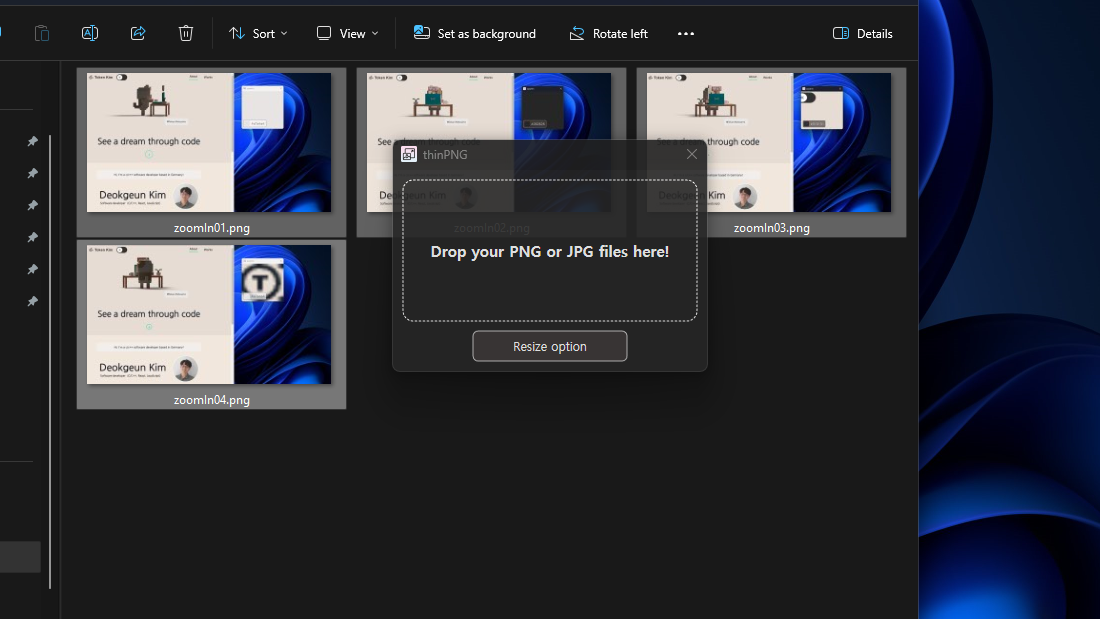 Sort
View
Set as background
Rotate left
Details
See a dream through code
Deokgeun Kim
zoomIn01.png
zoomIn02.png
See a dream through code
Deokgeun Kim
zoomIn03.png
See a dream through code
Deokgeun Kim
zoomIn04.png
thinPNG
Drop your PNG or JPG files here!
Resize option